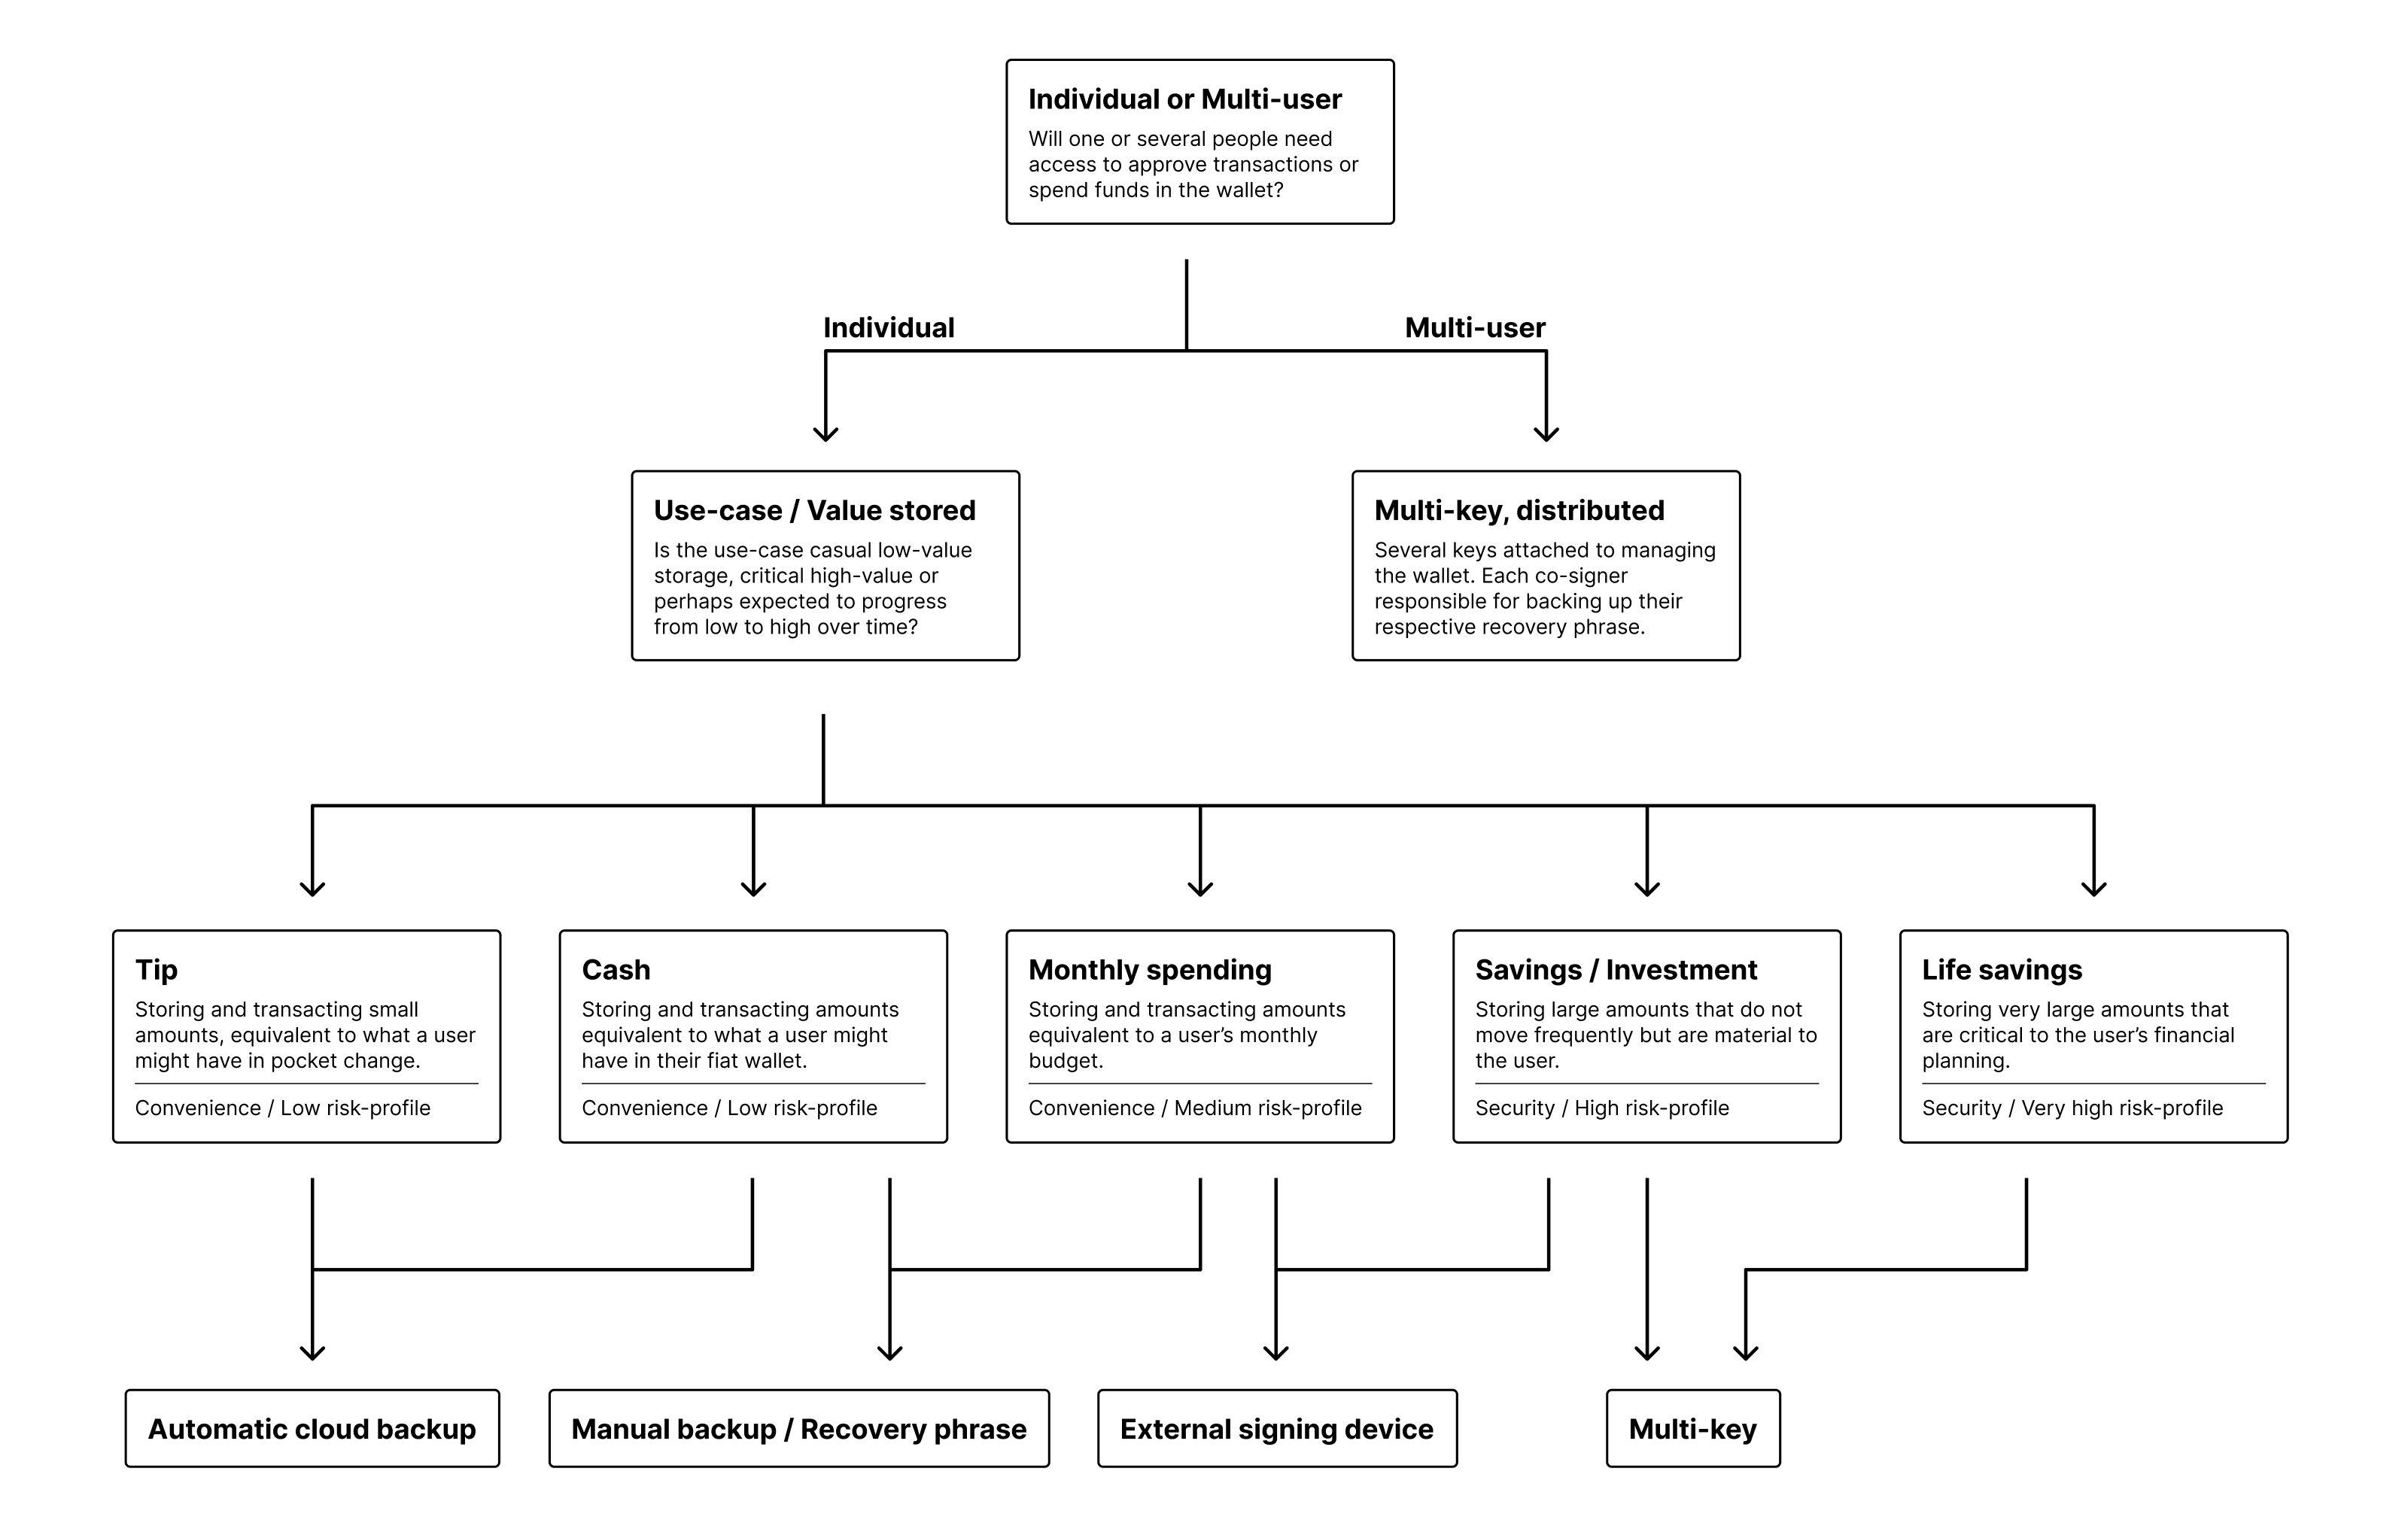 Individual or Multi-user
Will one or several people need
access to approve transactions or
spend funds in the wallet?
Individual
Multi-user
Use-case / Value stored
Is the use-case casual low-value
storage, critical high-value or
perhaps expected to progress
from low to high over time?
Multi-key, distributed
Several keys attached to managing
the wallet. Each co-signer
responsible for backing up their
respective recovery phrase.
Tip
Storing and transacting small
amounts, equivalent to what a user
might have in pocket change.
Convenience / Low risk-profile
Cash
Storing and transacting amounts
equivalent to what a user might
have in their fiat wallet.
Convenience / Low risk-profile
Monthly spending
Storing and transacting amounts
equivalent to a user’s monthly
budget.
Convenience / Medium risk-profile
Savings / Investment
Storing large amounts that do not
move frequently but are material to
the user.
Security / High risk-profile
Life savings
Storing very large amounts that
are critical to the user’s financial
planning.
Security / Very high risk-profile
Automatic cloud backup
Manual backup / Recovery phrase
External signing device
Multi-key